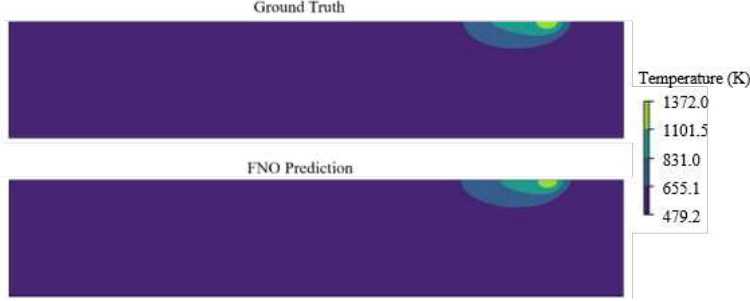 Ground Truth
Temperature (K)
1372.0
1101.5
831.0
655.1
479.2
FNO Prediction